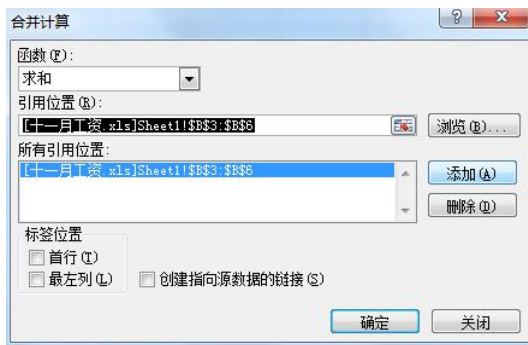 合并计算
函数(F):
求和
引用位置(R):
[十一月工资.xls]Sheet1!$B$3:$B$6
浏览(B)...
所有引用位置:
[十一月工资.xls]Sheet1!$B$3:$B$6
添加(A)
删除(D)
标签位置
首行(T)
最左列(L)
创建指向源数据的链接(S)
确定
关闭